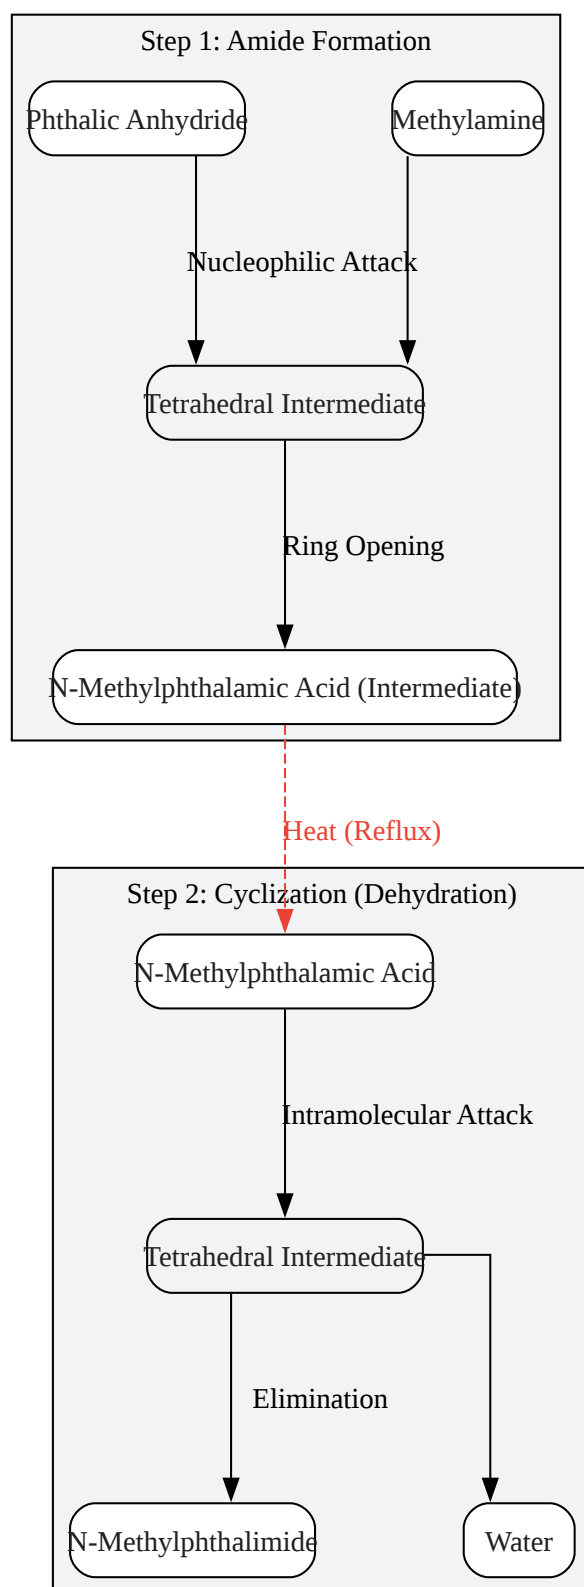 Step 1: Amide Formation
Phthalic Anhydride
Methylamine
Nucleophilic Attack
Tetrahedral Intermediate
Ring Opening
N-Methylphthalamic Acid (Intermediate)
Heat (Reflux)
Step 2: Cyclization (Dehydration)
N-Methylphthalamic Acid
Intramolecular Attack
Tetrahedral Intermediate
Elimination
N-Methylphthalimide
Water